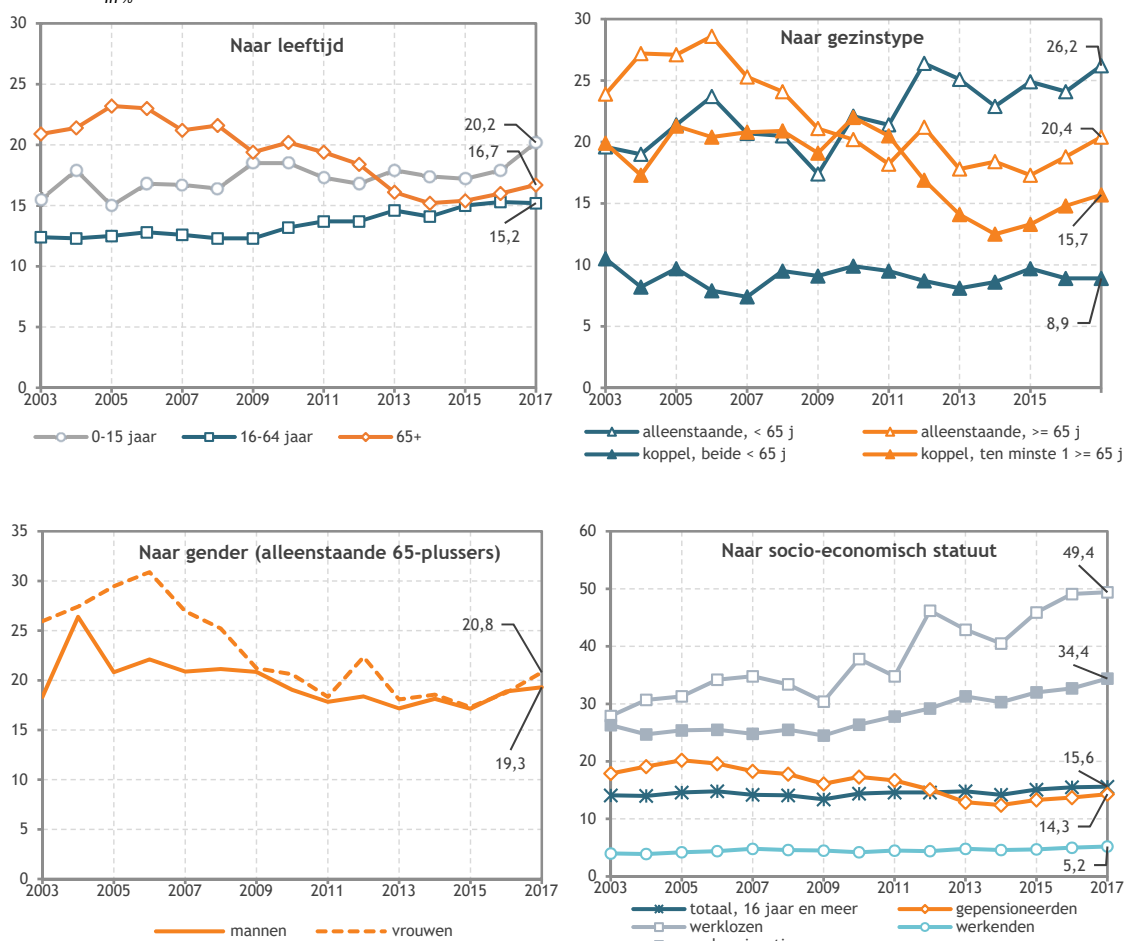 in %
Naar leeftijd
30
25
20
15
10
5
0
20,2
16,7
15,2
2003 2005 2007 2009 2011 2013 2015 2017
0-15 jaar 16-64 jaar 65+
Naar gezinstype
30
25
20
15
10
5
0
26,2
20,4
15,7
8,9
2003 2005 2007 2009 2011 2013 2015
alleenstaande, < 65 j alleenstaande, >= 65 j
koppel, beide < 65 j koppel, ten minste 1 >= 65 j
Naar gender (alleenstaande 65-plussers)
35
30
25
20
15
10
5
0
20,8
19,3
2003 2005 2007 2009 2011 2013 2015 2017
mannen vrouwen
Naar socio-economisch statuut
60
50
40
30
20
10
0
49,4
34,4
15,6
14,3
5,2
2003 2005 2007 2009 2011 2013 2015 2017
totaal, 16 jaar en meer gepensioneerden
werklozen werkenden